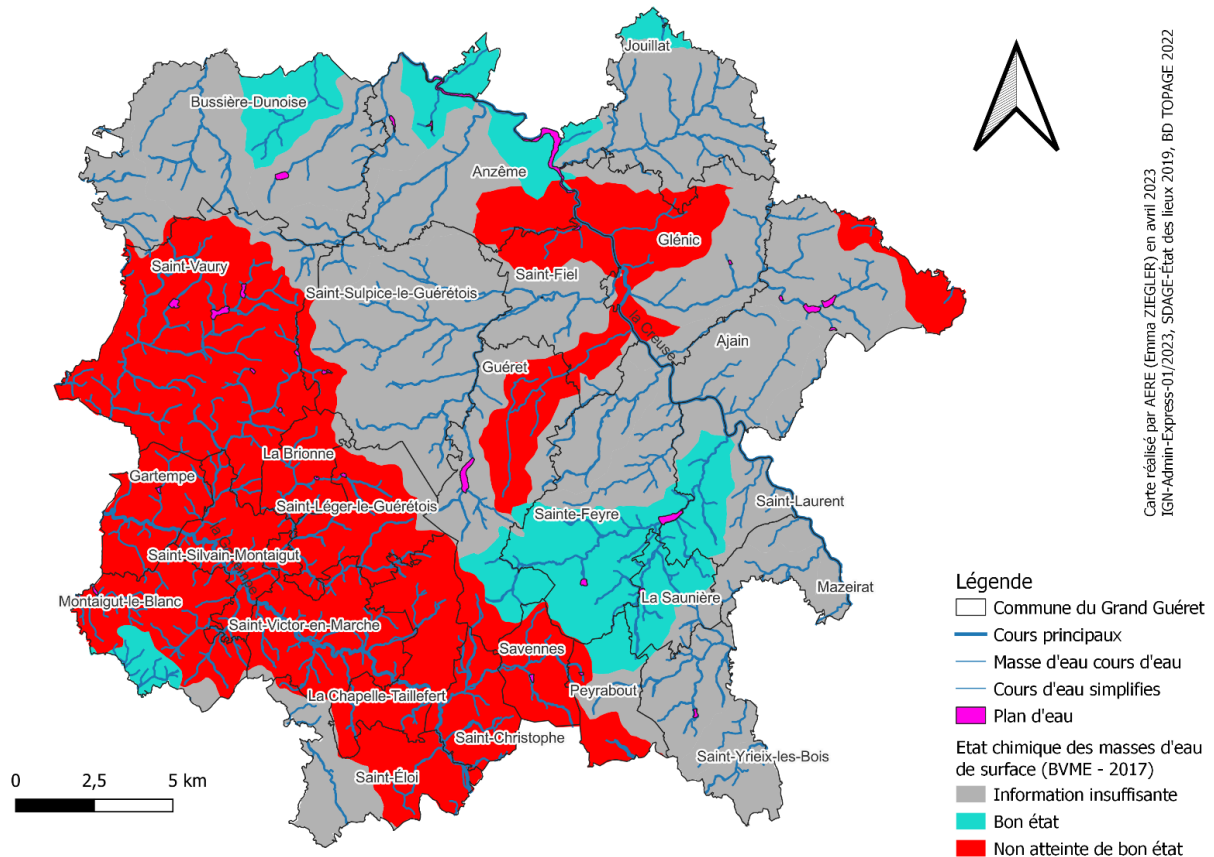 Jouillat
Bussière-Dunoise
Anzême
Glénic
Saint-Vaury
Saint-Fiel
Saint-Sulpice-le-Guérétois
la Creuse
Ajain
Guéret
La Brionne
Gartempe
Saint-Léger-le-Guérétois
Saint-Laurent
Sainte-Feyre
Saint-Silvain-Montaigut
Mazeirat
La Saunière
Montaigut-le-Blanc
Saint-Victor-en-Marche
Savennes
Peyrabout
La Chapelle-Taillefert
Saint-Christophe
Saint-Yrieix-les-Bois
Saint-Éloi
0 2,5 5 km
Carte réalisé par AERE (Emma ZIEGLER) en avril 2023
IGN-Admin-Express-01/2023, SDAGE-État des lieux 2019, BD TOPAGE 2022
Légende
Commune du Grand Guéret
Cours principaux
Masse d'eau cours d'eau
Cours d'eau simplifies
Plan d'eau
Etat chimique des masses d'eau
de surface (BVME - 2017)
Information insuffisante
Bon état
Non atteinte de bon état